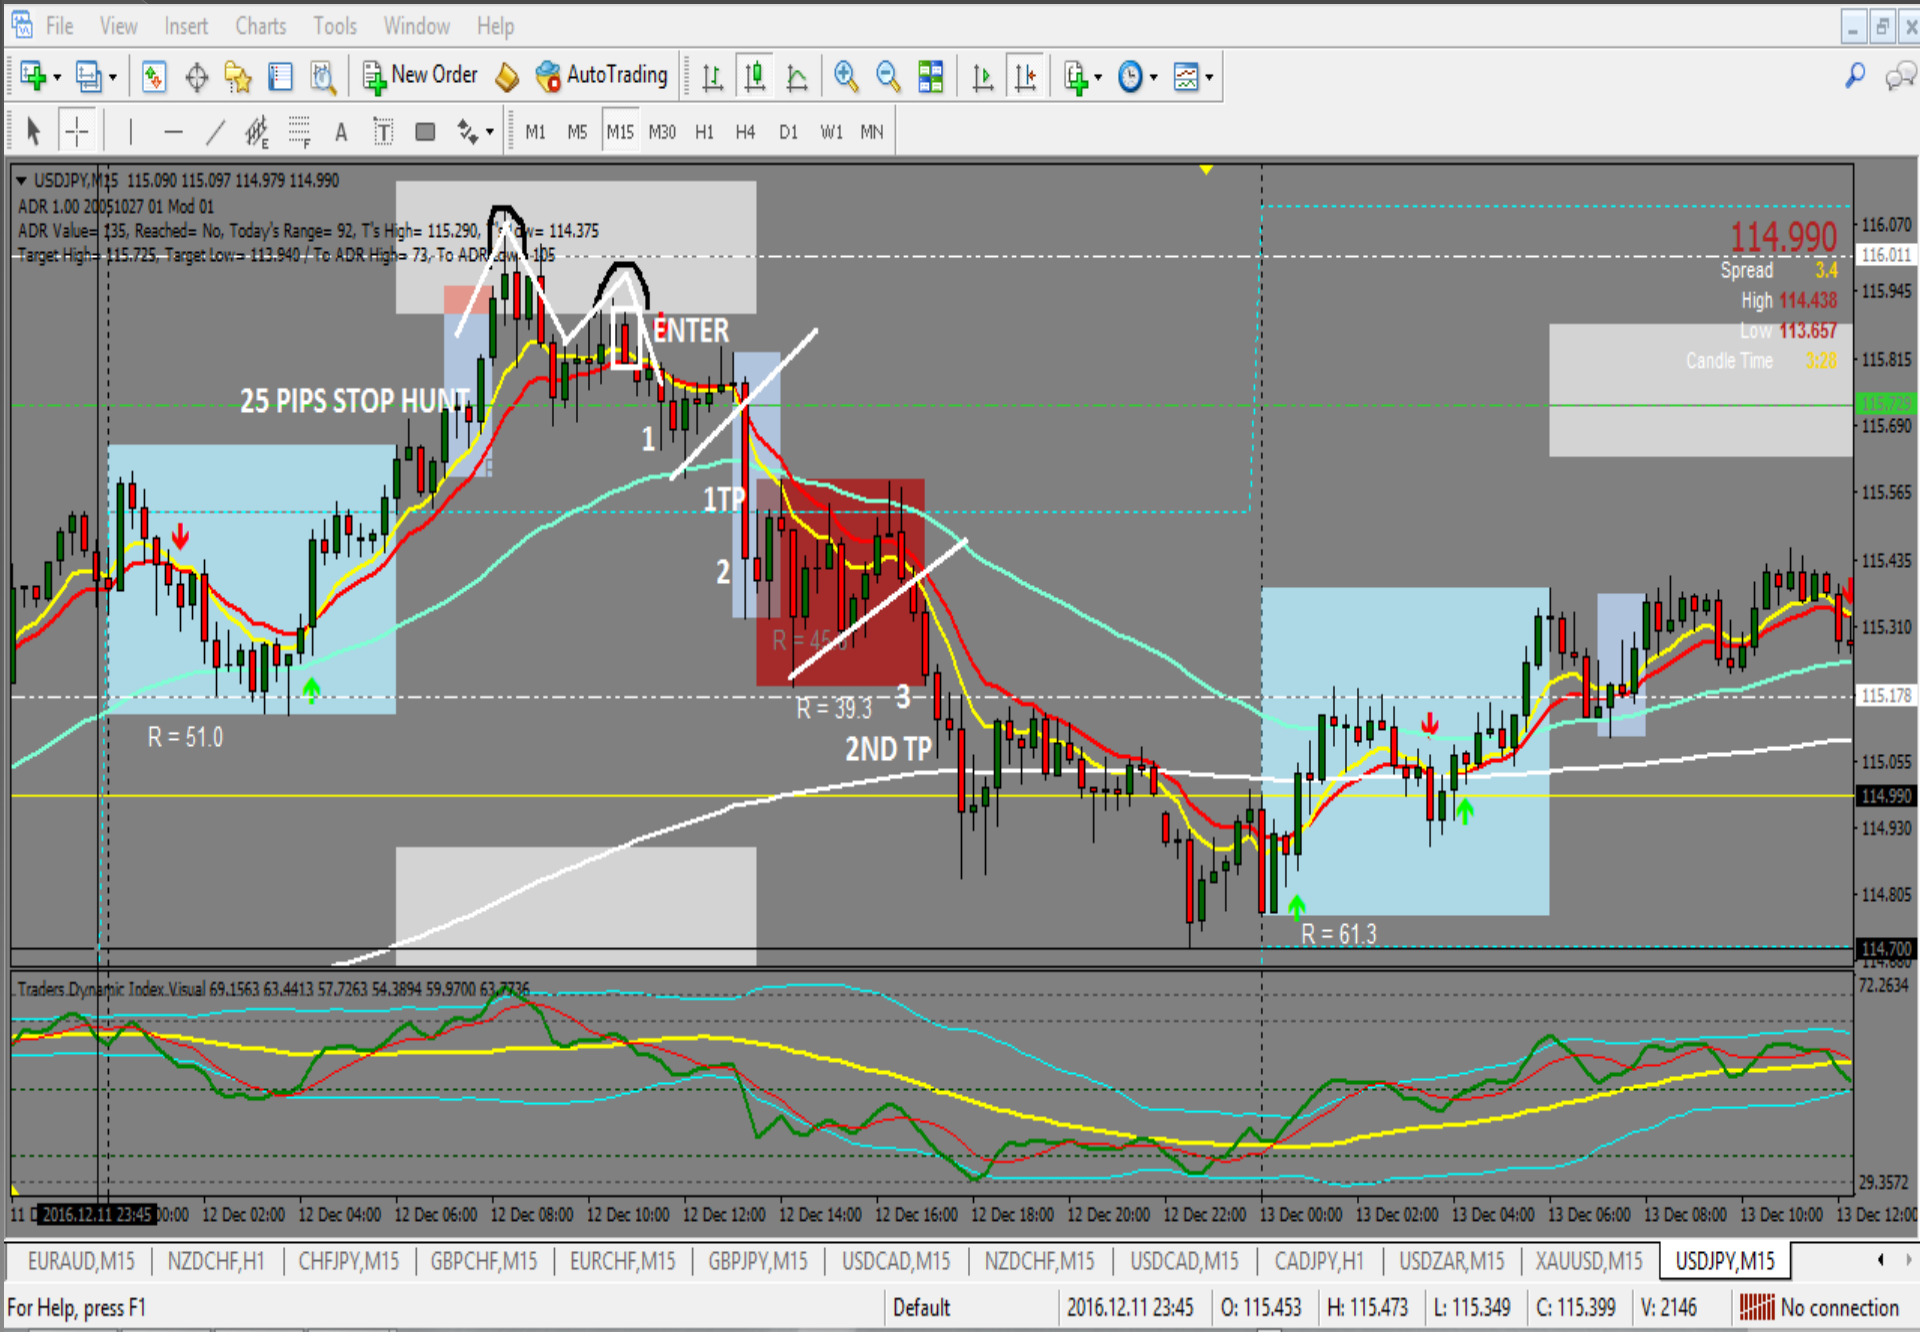 File View Insert Charts Tools Window Help
New Order AutoTrading
A T M1 M5 M15 M30 H1 H4 D1 W1 MN
USDJPY,M15 115.090 115.097 114.979 114.990
ADR 1.00 20051027 01 Mod 01
ADR Value= 135, Reached= No, Today's Range= 92, T's High= 115.290, T's Low= 114.375
Target High= 115.725, Target Low= 113.940 / To ADR High= 73, To ADR Low= 105
114.990
Spread 3.4
High 114.438
Low 113.657
Candle Time 3:28
ENTER
25 PIPS STOP HUNT
1
1TP
2
R = 45.
3
R = 39.3
2ND TP
R = 51.0
R = 61.3
116.070
116.011
115.945
115.815
115.729
115.690
115.565
115.435
115.310
115.178
115.055
114.990
114.930
114.805
114.700
Traders Dynamic Index Visual 69.1563 63.4413 57.7263 54.3894 59.9700 63.7736
72.2634
29.3572
11 D 2016.12.11 23:45 00:00 12 Dec 02:00 12 Dec 04:00 12 Dec 06:00 12 Dec 08:00 12 Dec 10:00 12 Dec 12:00 12 Dec 14:00 12 Dec 16:00 12 Dec 18:00 12 Dec 20:00 12 Dec 22:00 13 Dec 00:00 13 Dec 02:00 13 Dec 04:00 13 Dec 06:00 13 Dec 08:00 13 Dec 10:00 13 Dec 12:00
EURAUD,M15 NZDCHF,H1 CHFJPY,M15 GBPCHF,M15 EURCHF,M15 GBPJPY,M15 USDCAD,M15 NZDCHF,M15 USDCAD,M15 CADJPY,H1 USDZAR,M15 XAUUSD,M15 USDJPY,M15
For Help, press F1 Default 2016.12.11 23:45 O: 115.453 H: 115.473 L: 115.349 C: 115.399 V: 2146 No connection